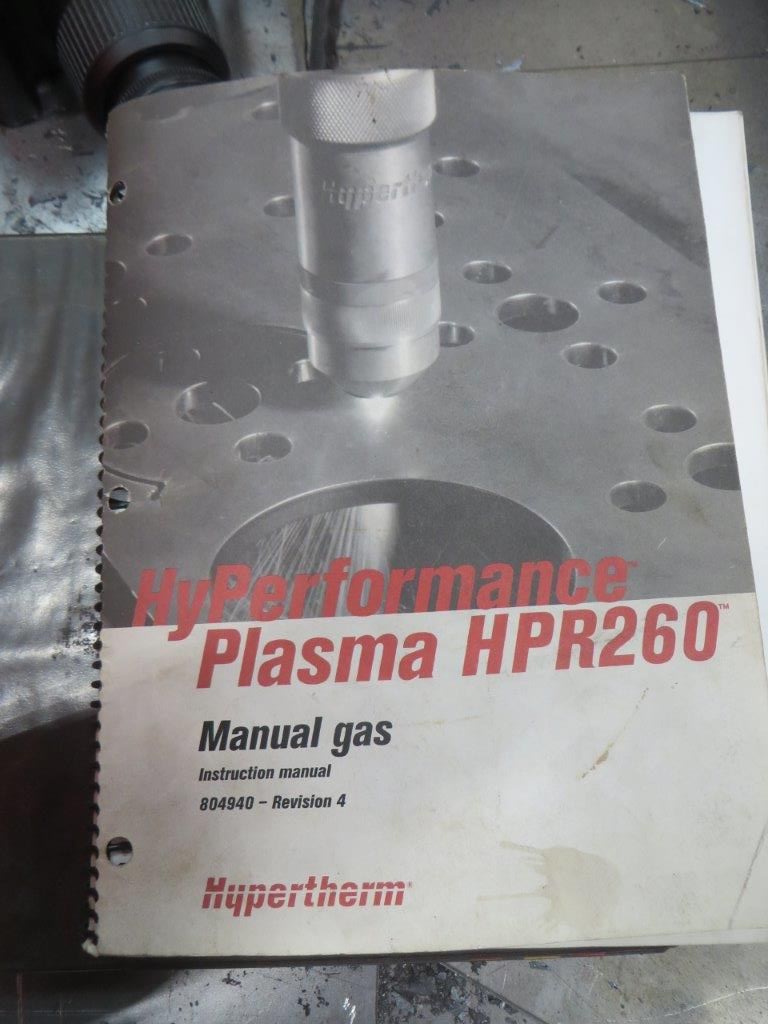 HyPerformance™
Plasma HPR260™
Manual gas
Instruction manual
804940 – Revision 4
Hypertherm®